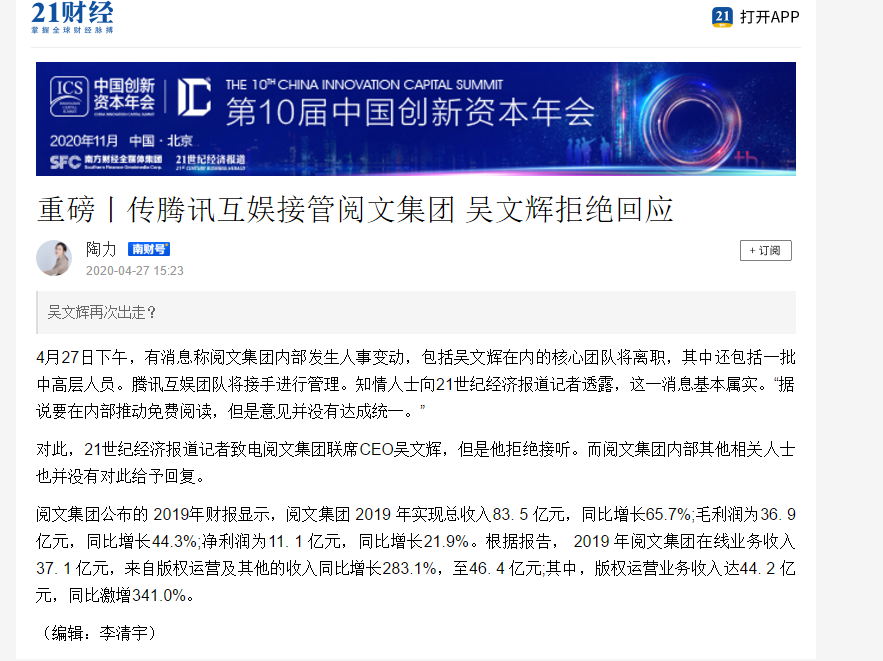 21财经
掌握全球财经脉搏
21 打开APP
ICS 中国创新资本年会
THE 10TH CHINA INNOVATION CAPITAL SUMMIT
第10届中国创新资本年会
2020年11月 中国·北京
SFC 南方财经全媒体集团 21世纪经济报道
Southern Finance Omnimedia Corp. 21ST CENTURY BUSINESS HERALD
10th
重磅丨传腾讯互娱接管阅文集团 吴文辉拒绝回应
陶力 南财号
2020-04-27 15:23
+ 订阅
吴文辉再次出走？
4月27日下午，有消息称阅文集团内部发生人事变动，包括吴文辉在内的核心团队将离职，其中还包括一批
中高层人员。腾讯互娱团队将接手进行管理。知情人士向21世纪经济报道记者透露，这一消息基本属实。“据
说要在内部推动免费阅读，但是意见并没有达成统一。”
对此，21世纪经济报道记者致电阅文集团联席CEO吴文辉，但是他拒绝接听。而阅文集团内部其他相关人士
也并没有对此给予回复。
阅文集团公布的 2019年财报显示，阅文集团 2019 年实现总收入83. 5 亿元，同比增长65.7%;毛利润为36. 9
亿元，同比增长44.3%;净利润为11. 1 亿元，同比增长21.9%。根据报告， 2019 年阅文集团在线业务收入
37. 1 亿元，来自版权运营及其他的收入同比增长283.1%，至46. 4 亿元;其中，版权运营业务收入达44. 2 亿
元，同比激增341.0%。
（编辑：李清宇）